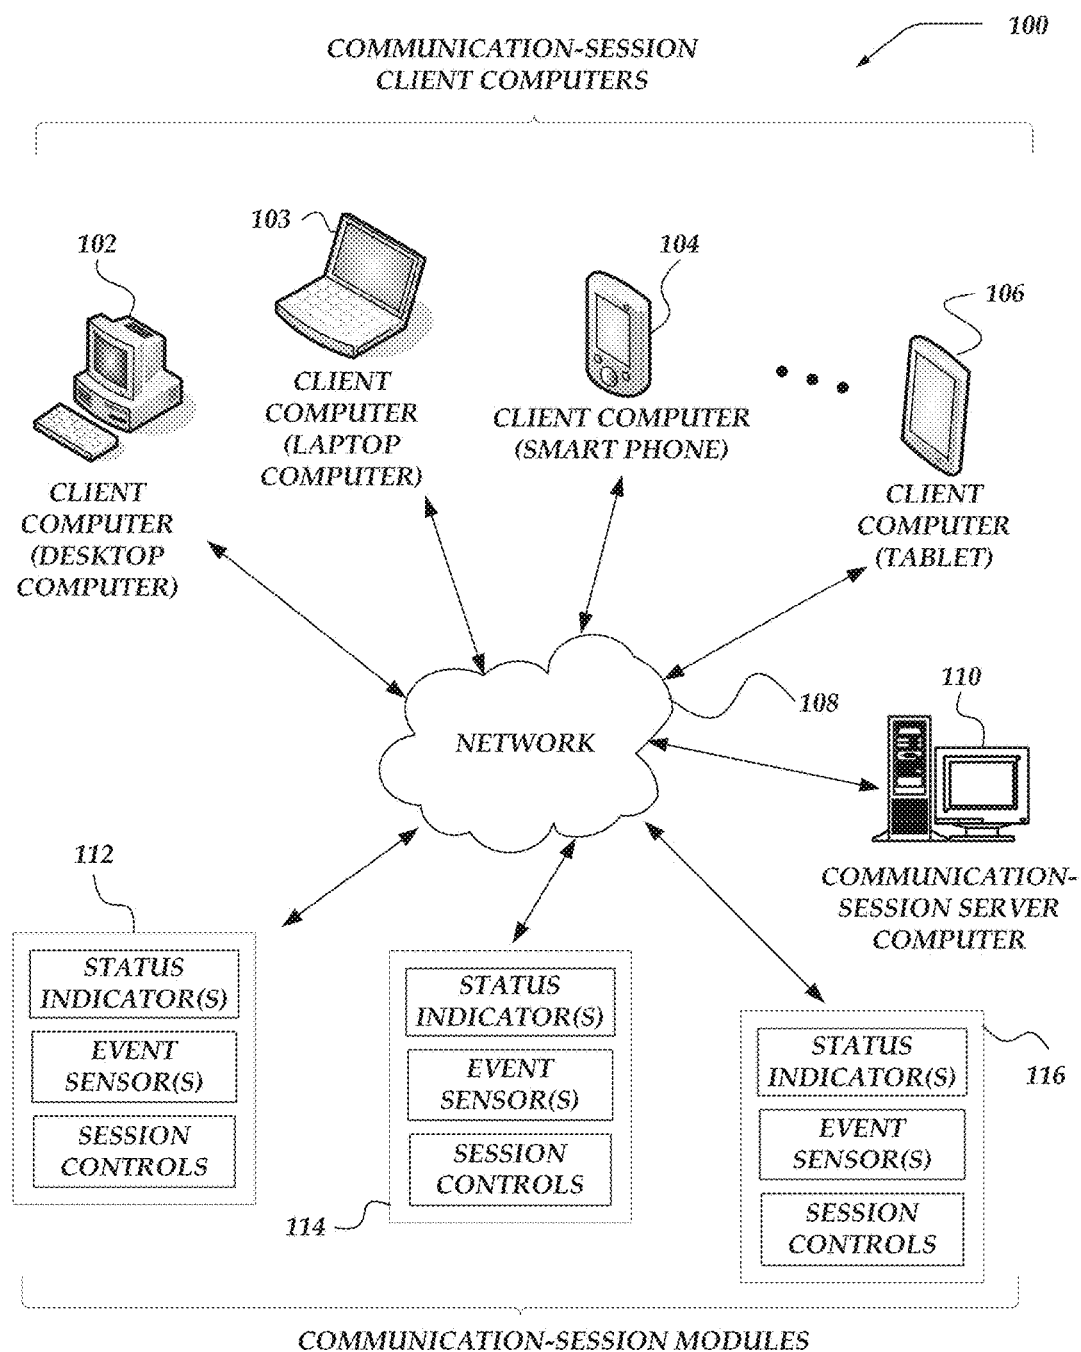 100
COMMUNICATION-SESSION
CLIENT COMPUTERS
103
102
104
106
CLIENT
COMPUTER
(LAPTOP
COMPUTER)
CLIENT COMPUTER
(SMART PHONE)
CLIENT
COMPUTER
(DESKTOP
COMPUTER)
CLIENT
COMPUTER
(TABLET)
110
108
NETWORK
112
COMMUNICATION-
SESSION SERVER
COMPUTER
STATUS
INDICATOR(S)
EVENT
SENSOR(S)
SESSION
CONTROLS
STATUS
INDICATOR(S)
EVENT
SENSOR(S)
SESSION
CONTROLS
114
STATUS
INDICATOR(S)
EVENT
SENSOR(S)
SESSION
CONTROLS
116
COMMUNICATION-SESSION MODULES